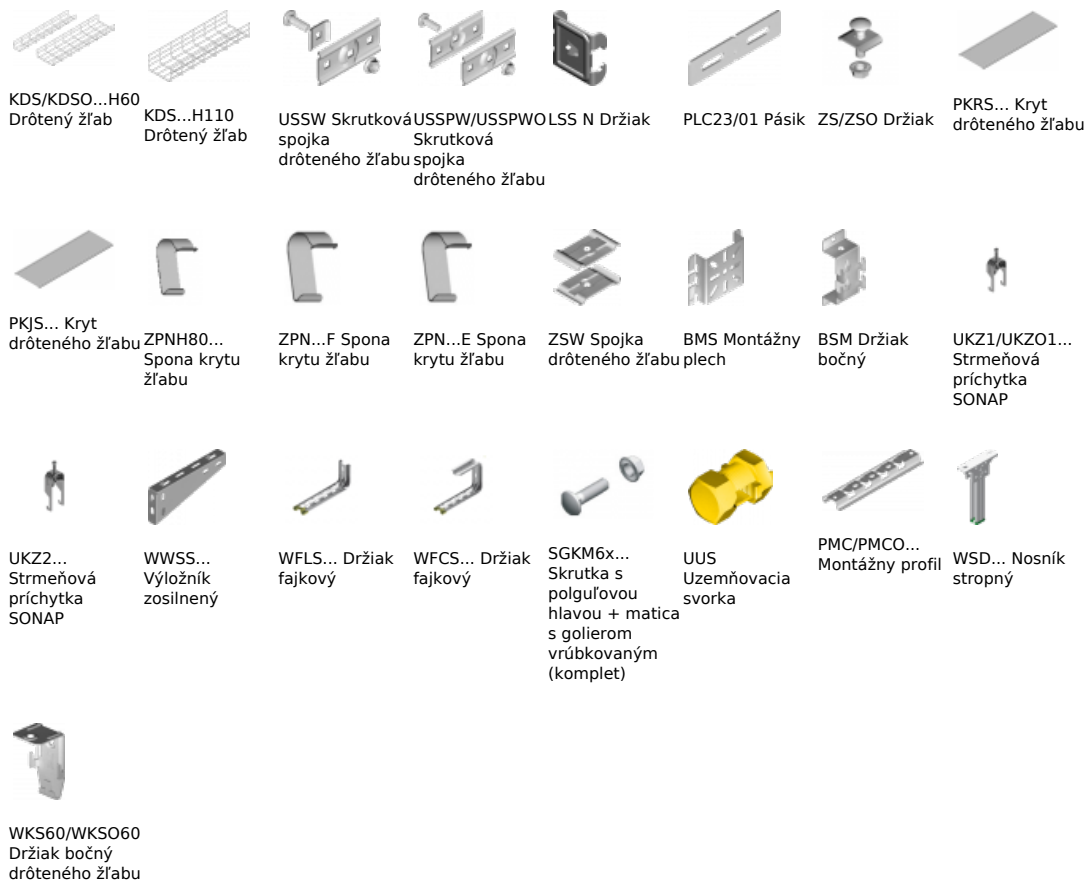 KDS/KDSO...H60
Drôtený žľab
KDS...H110
Drôtený žľab
USSW Skrutková
spojka
drôteného žľabu
USSPW/USSPWO
Skrutková
spojka
drôteného žľabu
LSS N Držiak
PLC23/01 Pásik
ZS/ZSO Držiak
PKRS... Kryt
drôteného žľabu
PKJS... Kryt
drôteného žľabu
ZPNH80...
Spona krytu
žľabu
ZPN...F Spona
krytu žľabu
ZPN...E Spona
krytu žľabu
ZSW Spojka
drôteného žľabu
BMS Montážny
plech
BSM Držiak
bočný
UKZ1/UKZO1...
Strmeňová
príchytka
SONAP
UKZ2...
Strmeňová
príchytka
SONAP
WWSS...
Výložník
zosilnený
WFLS... Držiak
fajkový
WFCS... Držiak
fajkový
SGKM6x...
Skrutka s
polguľovou
hlavou + matica
s golierom
vrúbkovaným
(komplet)
UUS
Uzemňovacia
svorka
PMC/PMCO...
Montážny profil
WSD... Nosník
stropný
WKS60/WKSO60
Držiak bočný
drôteného žľabu